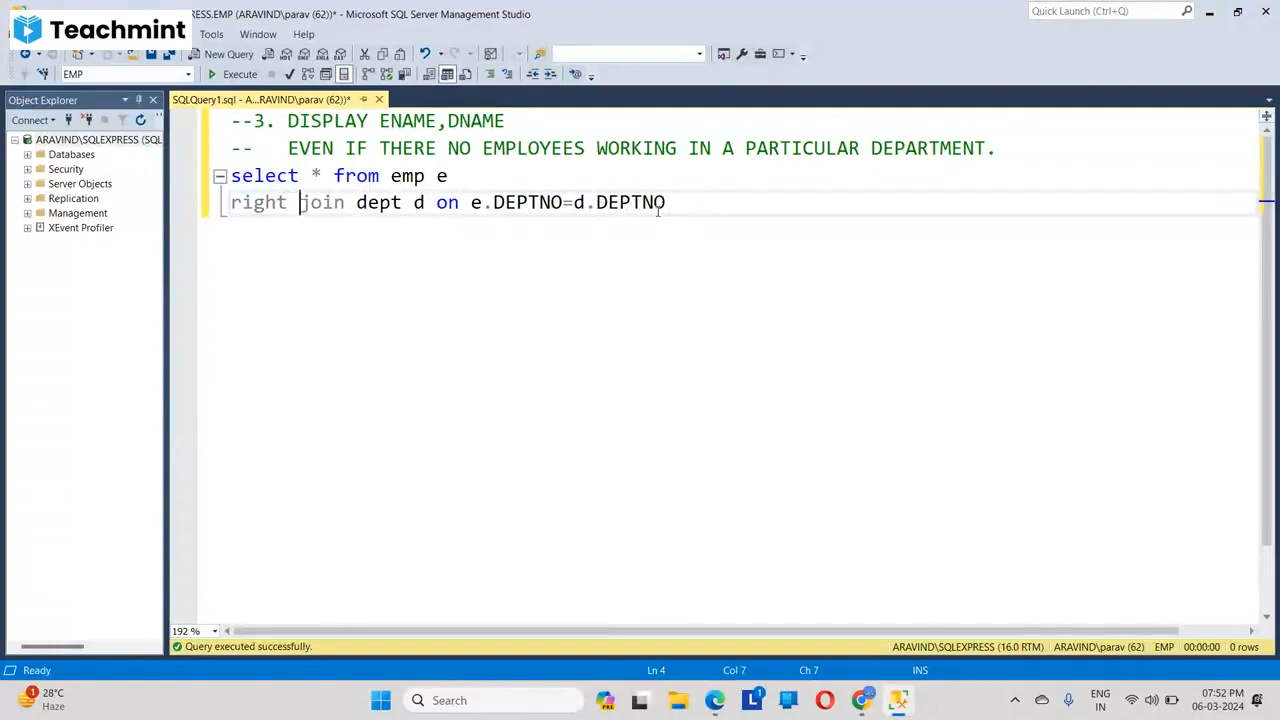 RESS.EMP (ARAVIND\parav (62))* - Microsoft SQL Server Management Studio
Quick Launch (Ctrl+Q)
Teachmint
Tools Window Help
New Query
EMP Execute
Object Explorer
SQLQuery1.sql - A...RAVIND\parav (62))*
Connect
ARAVIND\SQLEXPRESS (SQL
Databases
Security
Server Objects
Replication
Management
XEvent Profiler
--3. DISPLAY ENAME,DNAME
-- EVEN IF THERE NO EMPLOYEES WORKING IN A PARTICULAR DEPARTMENT.
select * from emp e
right join dept d on e.DEPTNO=d.DEPTNO
192 %
Query executed successfully.
ARAVIND\SQLEXPRESS (16.0 RTM) ARAVIND\parav (62) EMP 00:00:00 0 rows
Ready Ln 4 Col 7 Ch 7 INS
1 28°C
Haze
Search
PRE
L 1
ENG
IN
07:52 PM
06-03-2024